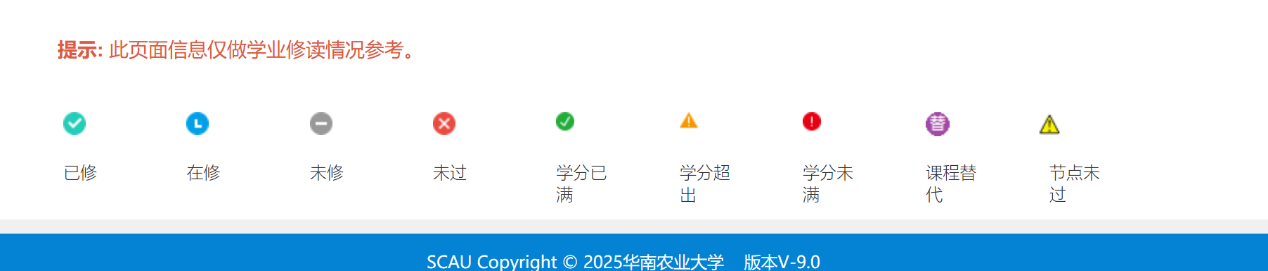 提示: 此页面信息仅做学业修读情况参考。
替
已修 在修 未修 未过 学分已满 学分超出 学分未满 课程替代 节点未过
SCAU Copyright © 2025华南农业大学 版本V-9.0